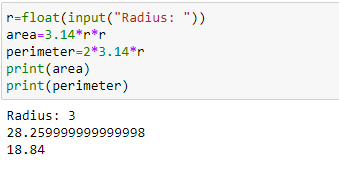 r=float(input("Radius: "))
area=3.14*r*r
perimeter=2*3.14*r
print(area)
print(perimeter)
Radius: 3
28.259999999999998
18.84